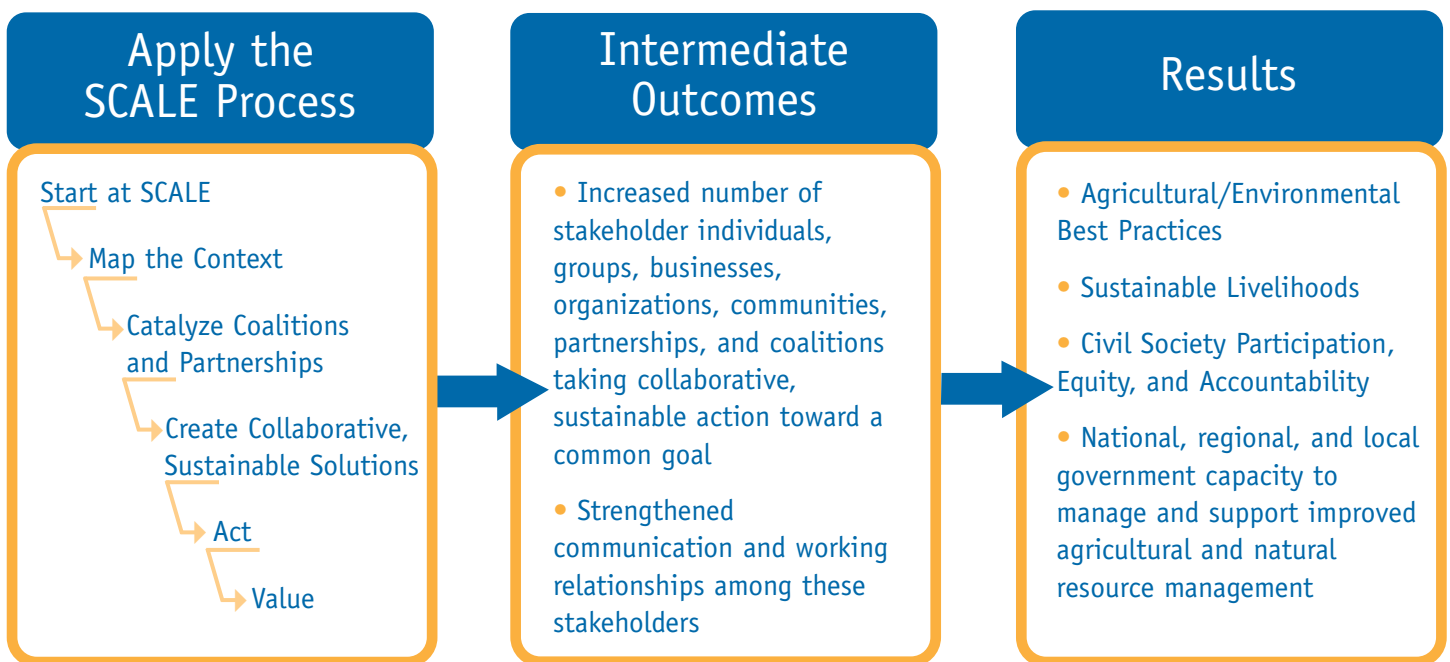 Apply the
SCALE Process
Start at SCALE
Map the Context
Catalyze Coalitions
and Partnerships
Create Collaborative,
Sustainable Solutions
Act
Value
Intermediate
Outcomes
• Increased number of
stakeholder individuals,
groups, businesses,
organizations, communities,
partnerships, and coalitions
taking collaborative,
sustainable action toward a
common goal
• Strengthened
communication and working
relationships among these
stakeholders
Results
• Agricultural/Environmental
Best Practices
• Sustainable Livelihoods
• Civil Society Participation,
Equity, and Accountability
• National, regional, and local
government capacity to
manage and support improved
agricultural and natural
resource management